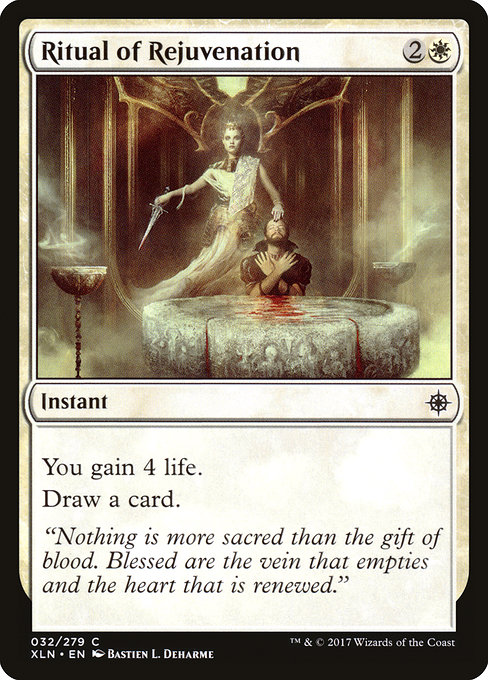 Ritual of Rejuvenation 2
Instant
You gain 4 life.
Draw a card.
“Nothing is more sacred than the gift of
blood. Blessed are the vein that empties
and the heart that is renewed.”
032/279 C
XLN • EN Bastien L. Deharme
™ & © 2017 Wizards of the Coast